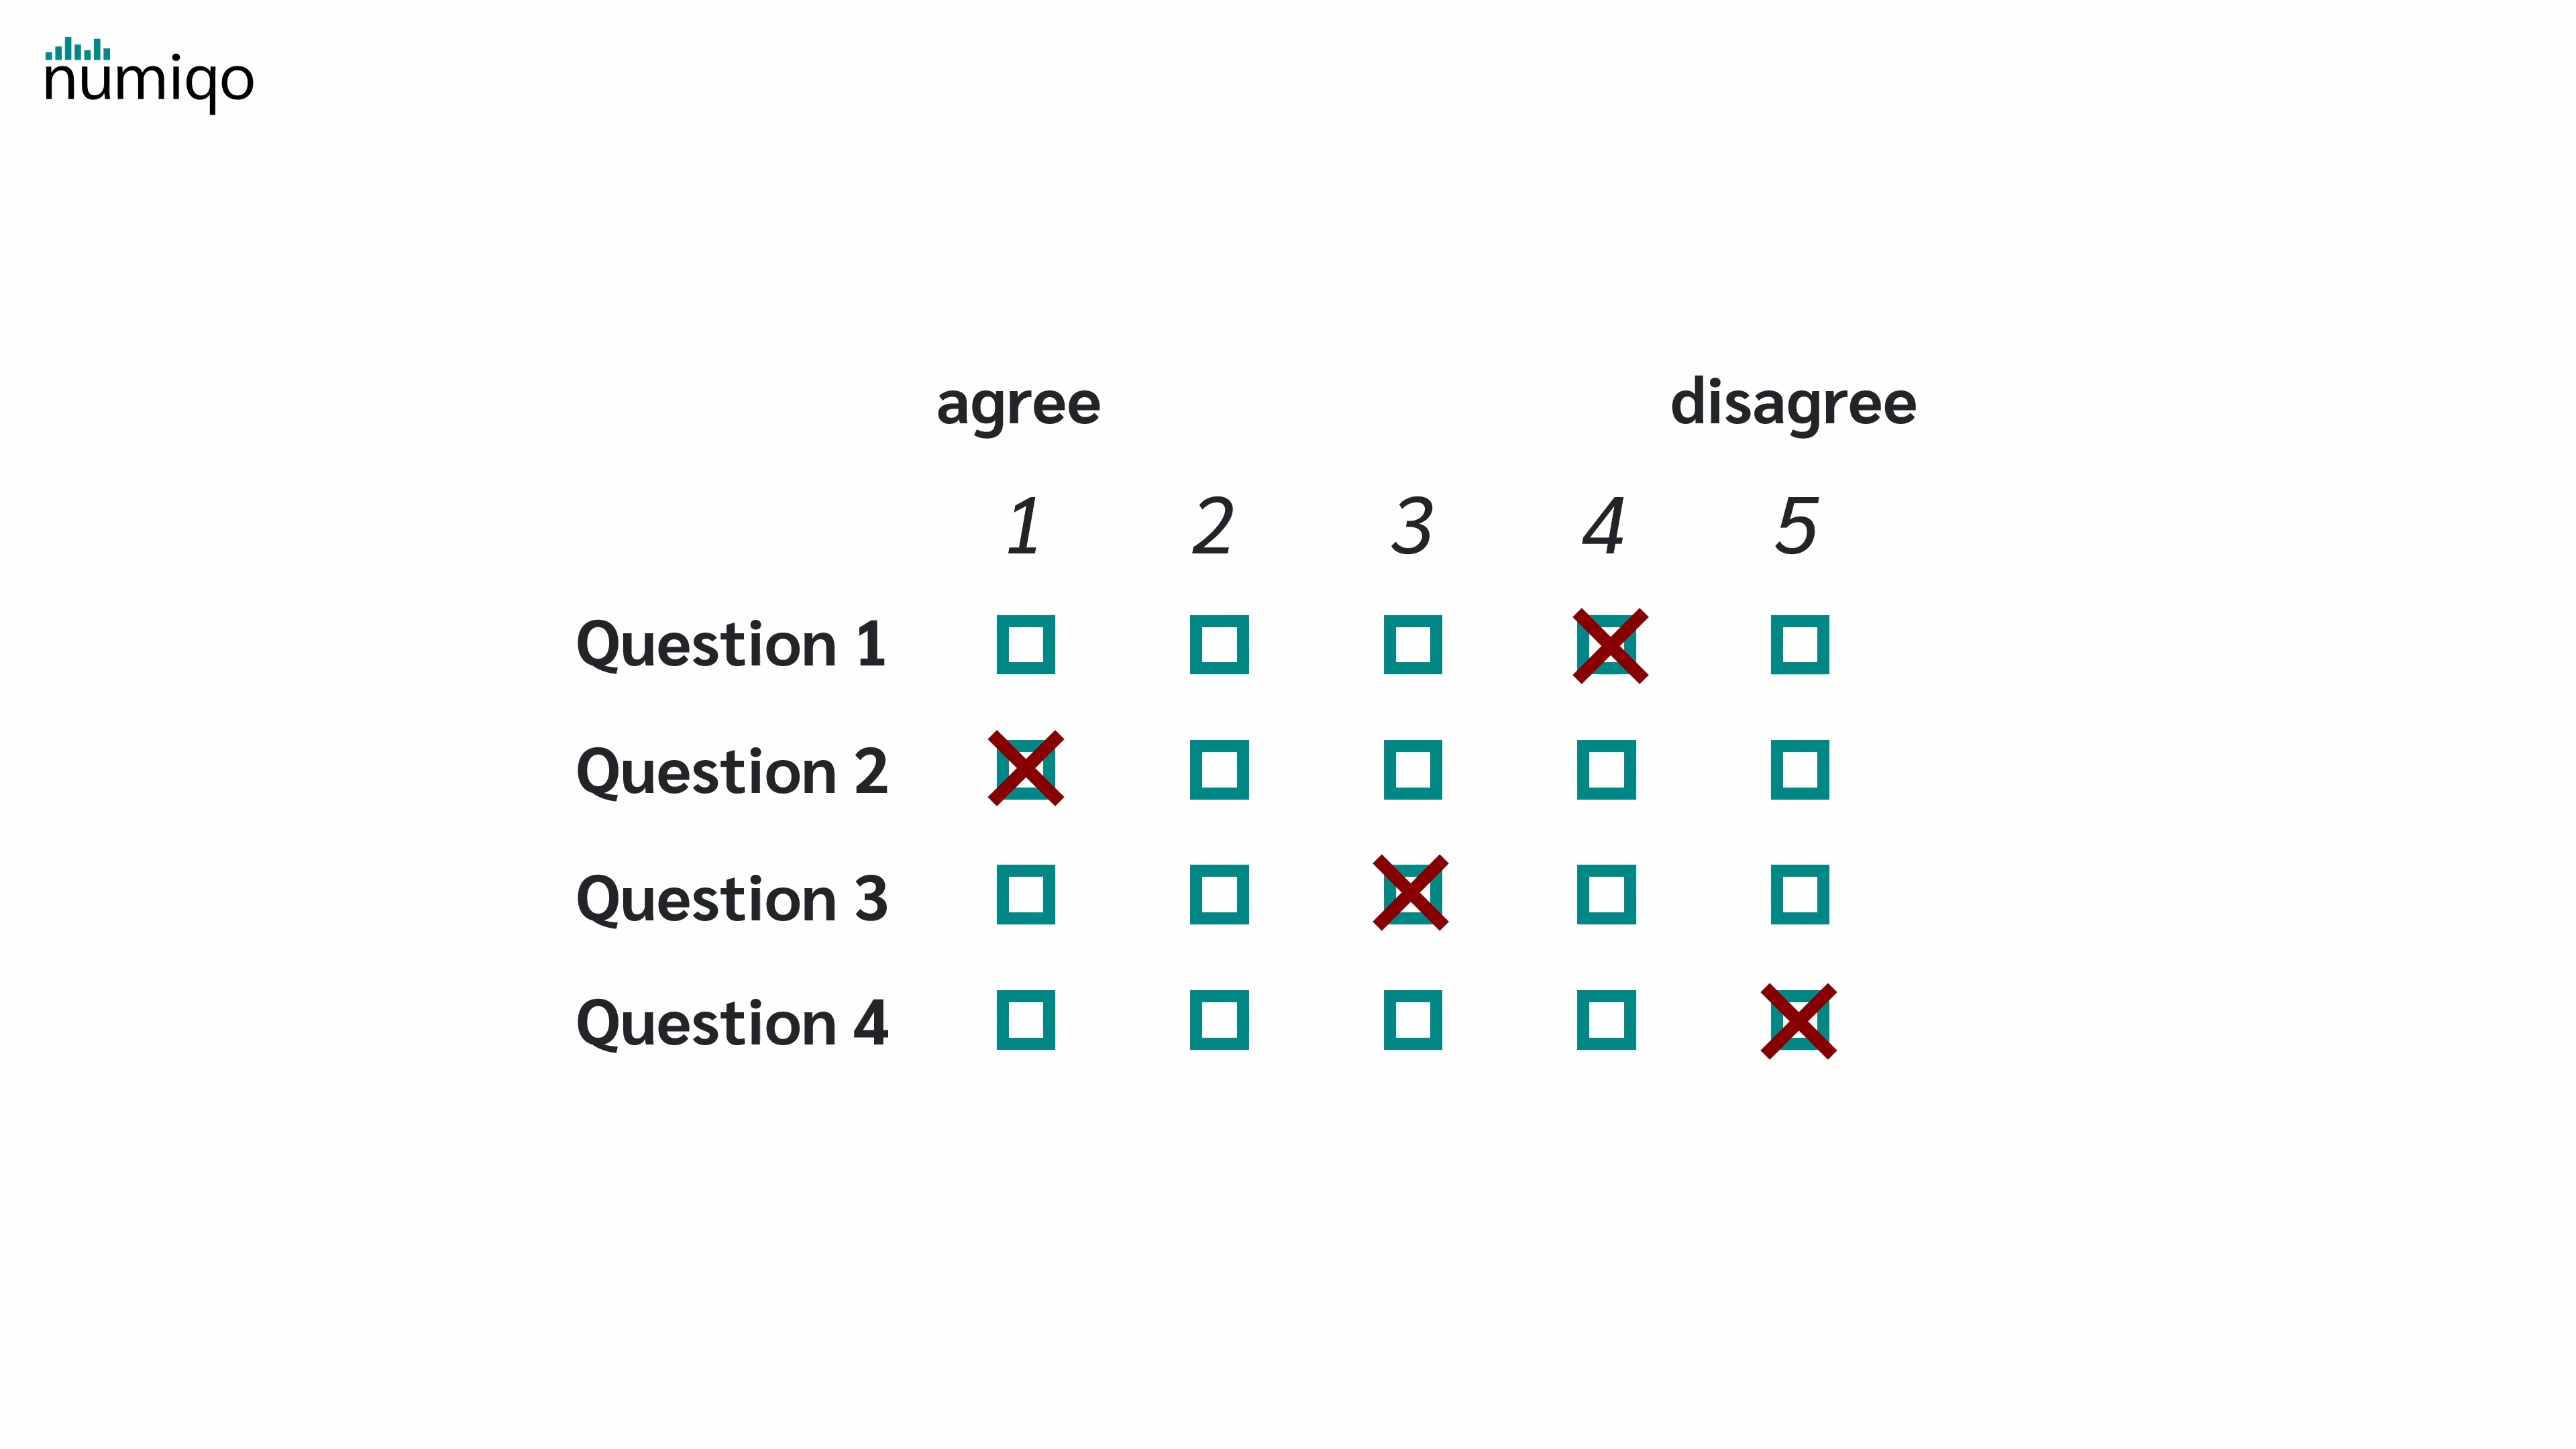 numiqo
agree disagree
1 2 3 4 5
Question 1
Question 2
Question 3
Question 4